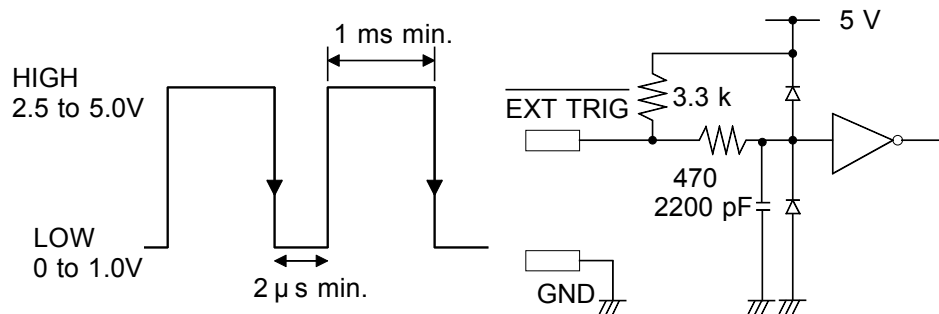 1 ms min.
HIGH
2.5 to 5.0V
LOW
0 to 1.0V
2 μ s min.
5 V
3.3 k
EXT TRIG
470
2200 pF
GND